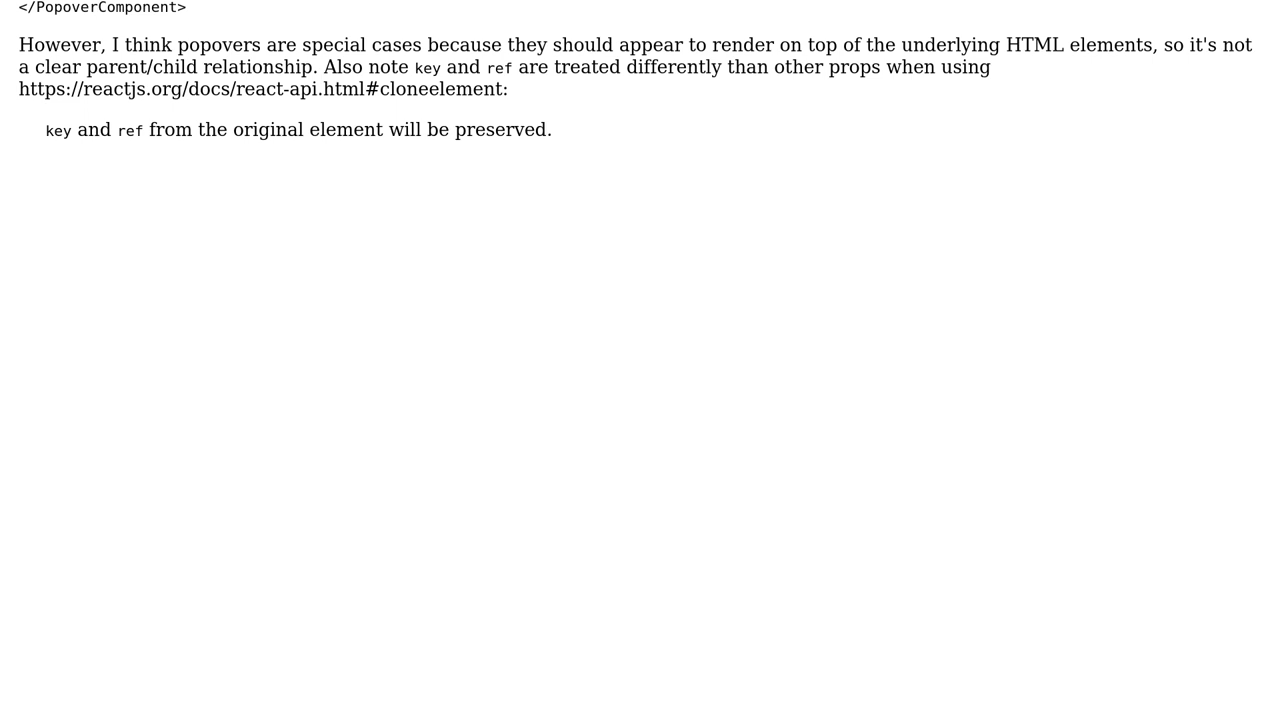 </PopoverComponent>
However, I think popovers are special cases because they should appear to render on top of the underlying HTML elements, so it's not
a clear parent/child relationship. Also note key and ref are treated differently than other props when using
https://reactjs.org/docs/react-api.html#cloneelement:
key and ref from the original element will be preserved.